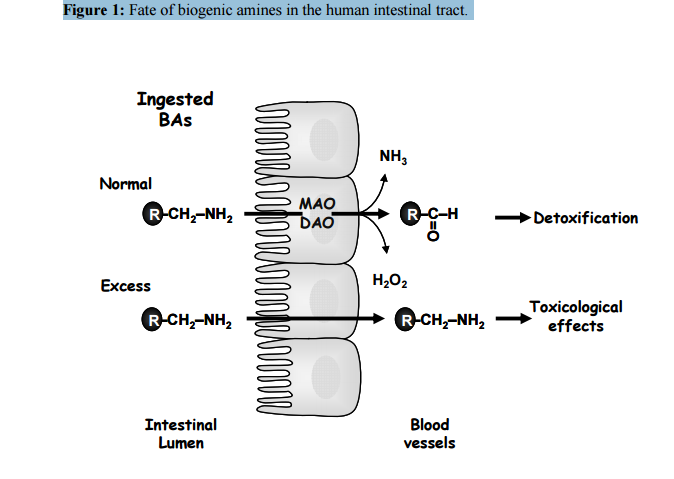 Figure 1: Fate of biogenic amines in the human intestinal tract.
Ingested
BAs
NH₃
Normal
R-CH₂-NH₂
MAO
DAO
R-C-H
O
Detoxification
H₂O₂
Excess
R-CH₂-NH₂
R-CH₂-NH₂
Toxicological
effects
Intestinal
Lumen
Blood
vessels